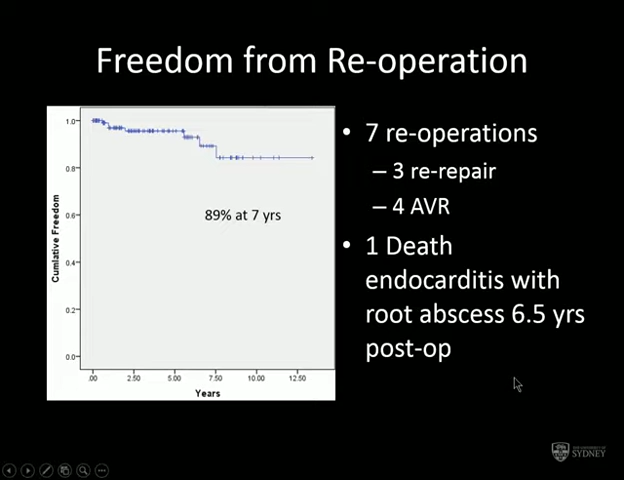 Freedom from Re-operation
1.0
0.8
0.6
0.4
0.2
0.0
Cumlative Freedom
89% at 7 yrs
.00 2.50 5.00 7.50 10.00 12.50
Years
• 7 re-operations
– 3 re-repair
– 4 AVR
• 1 Death
endocarditis with
root abscess 6.5 yrs
post-op
SYDNEY